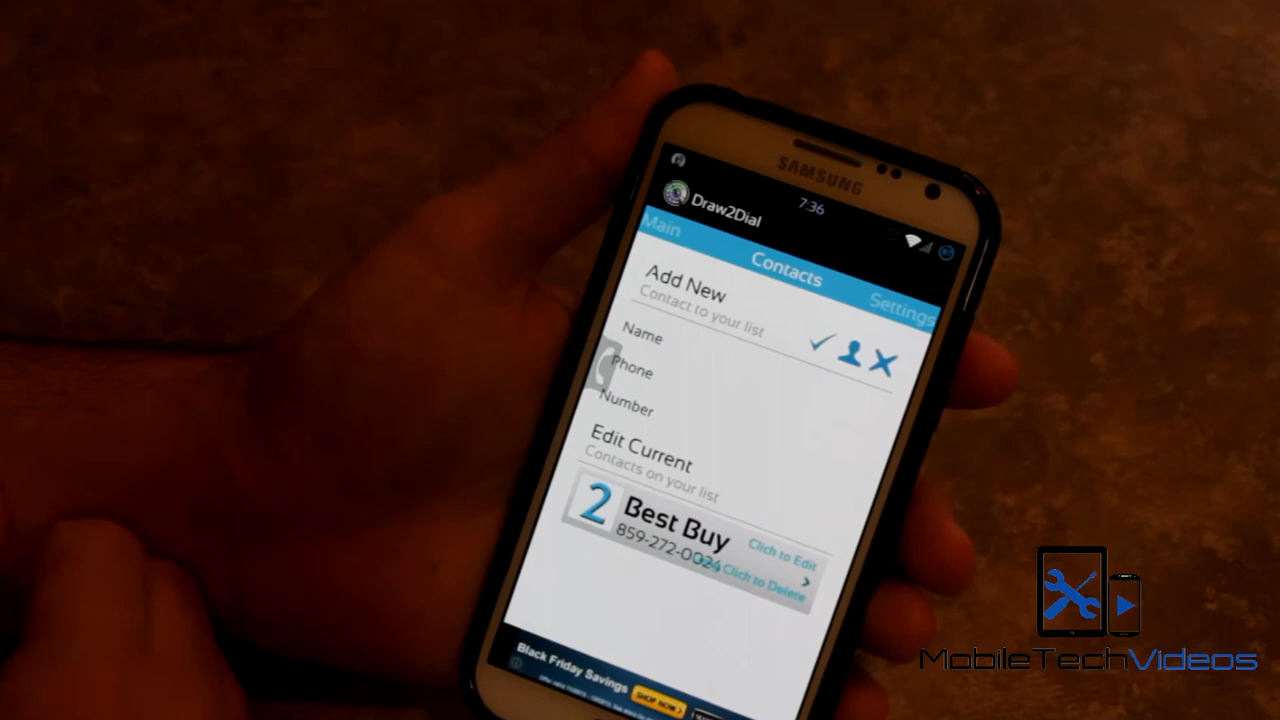 SAMSUNG
7:36
Draw2Dial
Main
Contacts
Settings
Add New
Contact to your list
Name
Phone
Number
Edit Current
Contacts on your list
2
Best Buy
859-272-0024
Click to Edit
Click to Delete
Black Friday Savings
SHOP NOW
MobileTechVideos